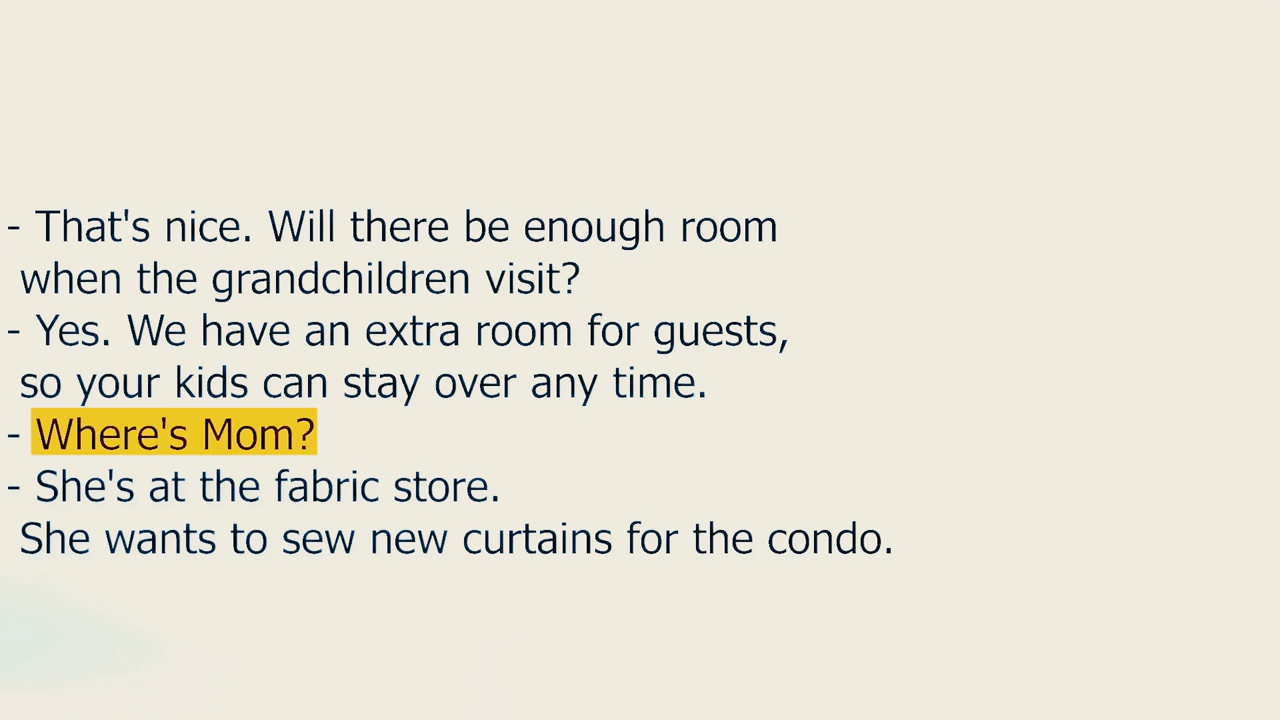 - That's nice. Will there be enough room
when the grandchildren visit?
- Yes. We have an extra room for guests,
so your kids can stay over any time.
- Where's Mom?
- She's at the fabric store.
She wants to sew new curtains for the condo.